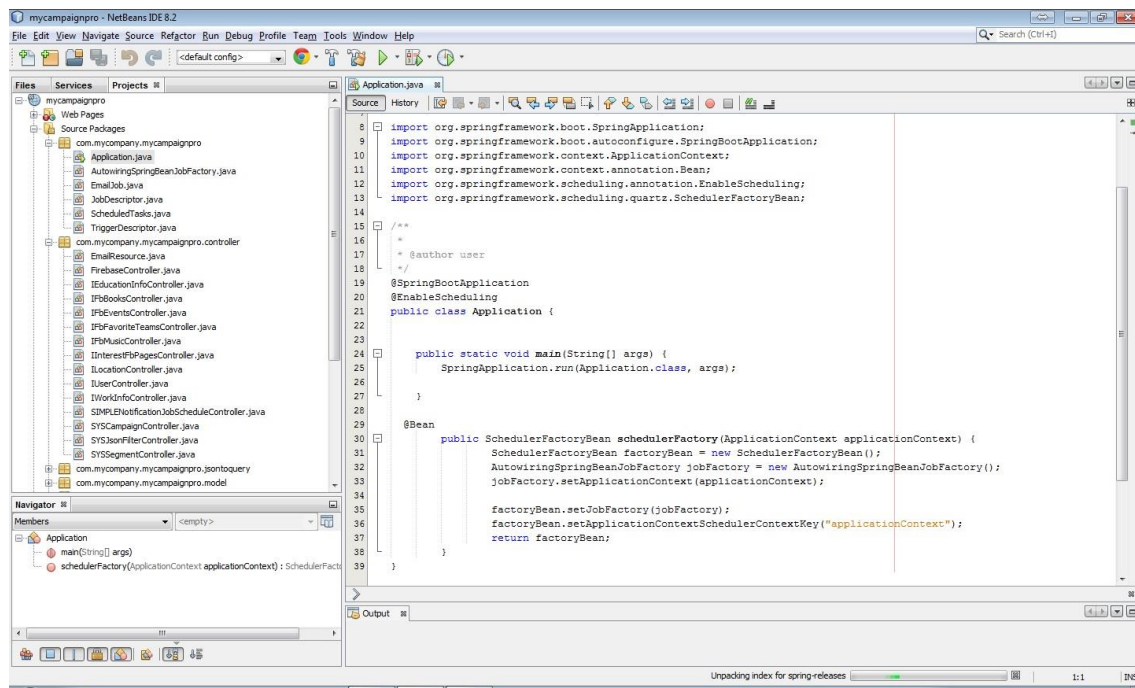 mycampaignpro - NetBeans IDE 8.2
File Edit View Navigate Source Refactor Run Debug Profile Team Tools Window Help
Search (Ctrl+I)
<default config>
Files Services Projects
mycampaignpro
Web Pages
Source Packages
com.mycompany.mycampaignpro
Application.java
AutowiringSpringBeanJobFactory.java
EmailJob.java
JobDescriptor.java
ScheduledTasks.java
TriggerDescriptor.java
com.mycompany.mycampaignpro.controller
EmailResource.java
FirebaseController.java
IEducationInfoController.java
IFbBooksController.java
IFbEventsController.java
IFbFavoriteTeamsController.java
IFbMusicController.java
IInterestFbPagesController.java
ILocationController.java
IUserController.java
IWorkInfoController.java
SIMPLENotificationJobScheduleController.java
SYSCampaignController.java
SYSJsonFilterController.java
SYSSegmentController.java
com.mycompany.mycampaignpro.jsontoquery
com.mycompany.mycampaignpro.model
Navigator
Members <empty>
Application
main(String[] args)
schedulerFactory(ApplicationContext applicationContext) : SchedulerFact
Application.java
Source History
8 import org.springframework.boot.SpringApplication;
9 import org.springframework.boot.autoconfigure.SpringBootApplication;
10 import org.springframework.context.ApplicationContext;
11 import org.springframework.context.annotation.Bean;
12 import org.springframework.scheduling.annotation.EnableScheduling;
13 import org.springframework.scheduling.quartz.SchedulerFactoryBean;
14
15 /**
16 *
17 * @author user
18 */
19 @SpringBootApplication
20 @EnableScheduling
21 public class Application {
22
23
24 public static void main(String[] args) {
25 SpringApplication.run(Application.class, args);
26
27 }
28
29 @Bean
30 public SchedulerFactoryBean schedulerFactory(ApplicationContext applicationContext) {
31 SchedulerFactoryBean factoryBean = new SchedulerFactoryBean();
32 AutowiringSpringBeanJobFactory jobFactory = new AutowiringSpringBeanJobFactory();
33 jobFactory.setApplicationContext(applicationContext);
34
35 factoryBean.setJobFactory(jobFactory);
36 factoryBean.setApplicationContextSchedulerContextKey("applicationContext");
37 return factoryBean;
38 }
39 }
Output
Unpacking index for spring-releases
1:1
INS